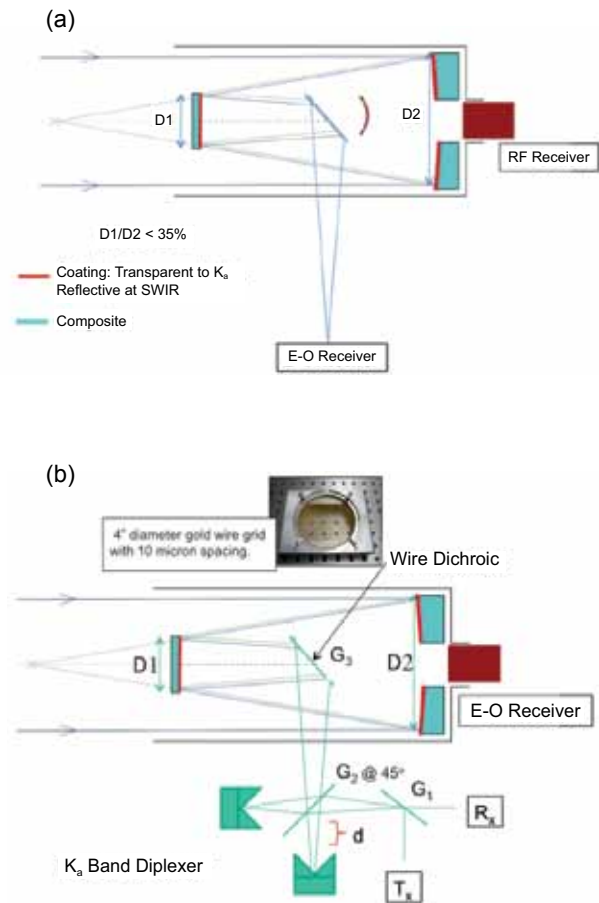 (a)
D1
D2
RF Receiver
D1/D2 < 35%
Coating: Transparent to Kₐ
Reflective at SWIR
Composite
E-O Receiver
(b)
4" diameter gold wire grid
with 10 micron spacing.
Wire Dichroic
D1
G₃
D2
E-O Receiver
G₂ @ 45°
G₁
Rₓ
d
Kₐ Band Diplexer
Tₓ